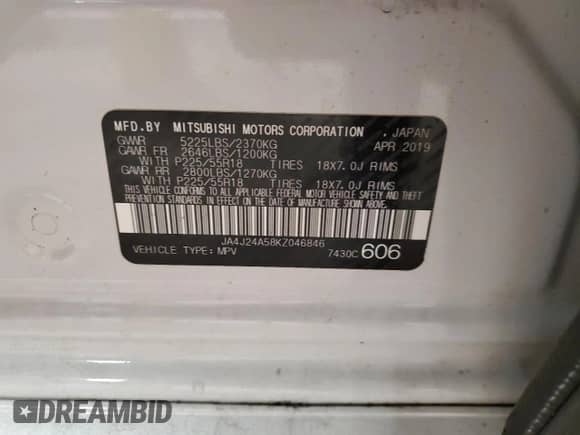 MFD.BY MITSUBISHI MOTORS CORPORATION , JAPAN
GVWR 5225LBS/2370KG APR 2019
GAWR FR 2646LBS/1200KG
WITH P225/55R18 TIRES 18X7.0J RIMS
GAWR RR 2800LBS/1270KG
WITH P225/55R18 TIRES 18X7.0J RIMS
THIS VEHICLE CONFORMS TO ALL APPLICABLE FEDERAL MOTOR VEHICLE SAFETY AND THEFT
PREVENTION STANDARDS IN EFFECT ON THE DATE OF MANUFACTURE SHOWN ABOVE.
JA4J24A58KZ046846
VEHICLE TYPE: MPV 7430C 606
DREAMBID